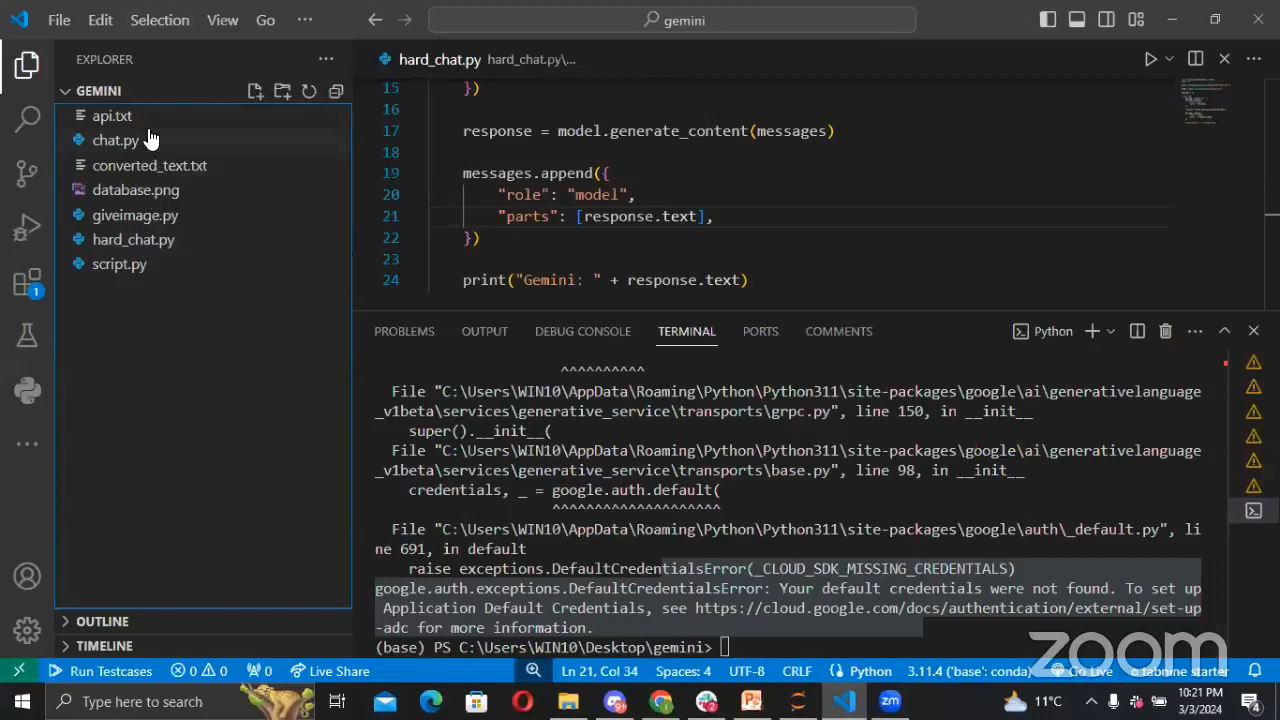 File Edit Selection View Go ··· gemini
EXPLORER ···
GEMINI
api.txt
chat.py
converted_text.txt
database.png
giveimage.py
hard_chat.py
script.py
OUTLINE
TIMELINE
hard_chat.py hard_chat.py\...
15 })
16
17 response = model.generate_content(messages)
18
19 messages.append({
20 "role": "model",
21 "parts": [response.text],
22 })
23
24 print("Gemini: " + response.text)
PROBLEMS OUTPUT DEBUG CONSOLE TERMINAL PORTS COMMENTS Python
^^^^^^^^^^
File "C:\Users\WIN10\AppData\Roaming\Python\Python311\site-packages\google\ai\generativelanguage
_v1beta\services\generative_service\transports\grpc.py", line 150, in __init__
super().__init__(
File "C:\Users\WIN10\AppData\Roaming\Python\Python311\site-packages\google\ai\generativelanguage
_v1beta\services\generative_service\transports\base.py", line 98, in __init__
credentials, _ = google.auth.default(
^^^^^^^^^^^^^^^^^^^^
File "C:\Users\WIN10\AppData\Roaming\Python\Python311\site-packages\google\auth\_default.py", li
ne 691, in default
raise exceptions.DefaultCredentialsError(_CLOUD_SDK_MISSING_CREDENTIALS)
google.auth.exceptions.DefaultCredentialsError: Your default credentials were not found. To set up
Application Default Credentials, see https://cloud.google.com/docs/authentication/external/set-up
-adc for more information.
(base) PS C:\Users\WIN10\Desktop\gemini>
zoom
1
Run Testcases 0 0 0 Live Share Ln 21, Col 34 Spaces: 4 UTF-8 CRLF Python 3.11.4 ('base': conda) Go Live tabnine starter
Type here to search 9+ 11°C 10:21 PM
3/3/2024 4